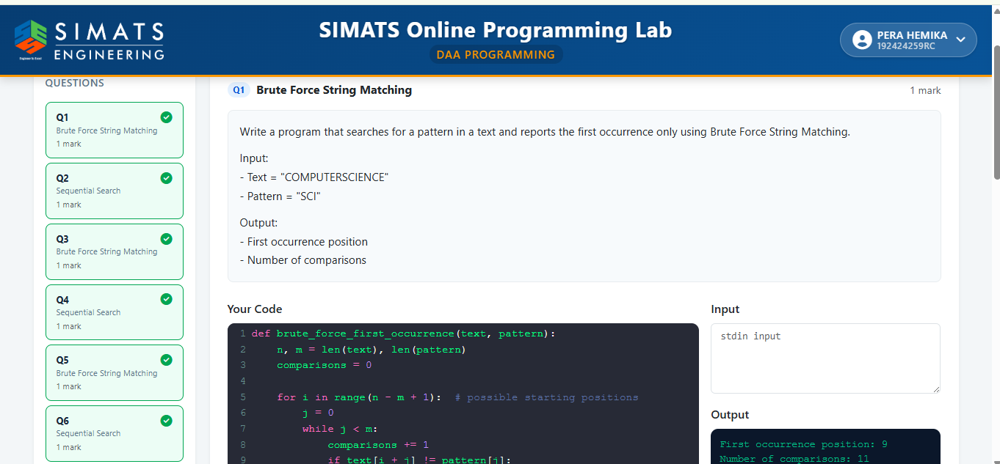 SIMATS
ENGINEERING
Engineer to Excel
SIMATS Online Programming Lab
DAA PROGRAMMING
PERA HEMIKA
192424259RC
QUESTIONS
Q1
Brute Force String Matching
1 mark
Q2
Sequential Search
1 mark
Q3
Brute Force String Matching
1 mark
Q4
Sequential Search
1 mark
Q5
Brute Force String Matching
1 mark
Q6
Sequential Search
1 mark
Q1 Brute Force String Matching 1 mark
Write a program that searches for a pattern in a text and reports the first occurrence only using Brute Force String Matching.
Input:
- Text = "COMPUTERSCIENCE"
- Pattern = "SCI"
Output:
- First occurrence position
- Number of comparisons
Your Code
1 def brute_force_first_occurrence(text, pattern):
2     n, m = len(text), len(pattern)
3     comparisons = 0
4
5     for i in range(n - m + 1):  # possible starting positions
6         j = 0
7         while j < m:
8             comparisons += 1
9             if text[i + j] != pattern[j]:
Input
stdin input
Output
First occurrence position: 9
Number of comparisons: 11